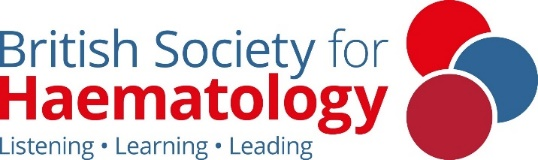 British Society for
Haematology
Listening • Learning • Leading